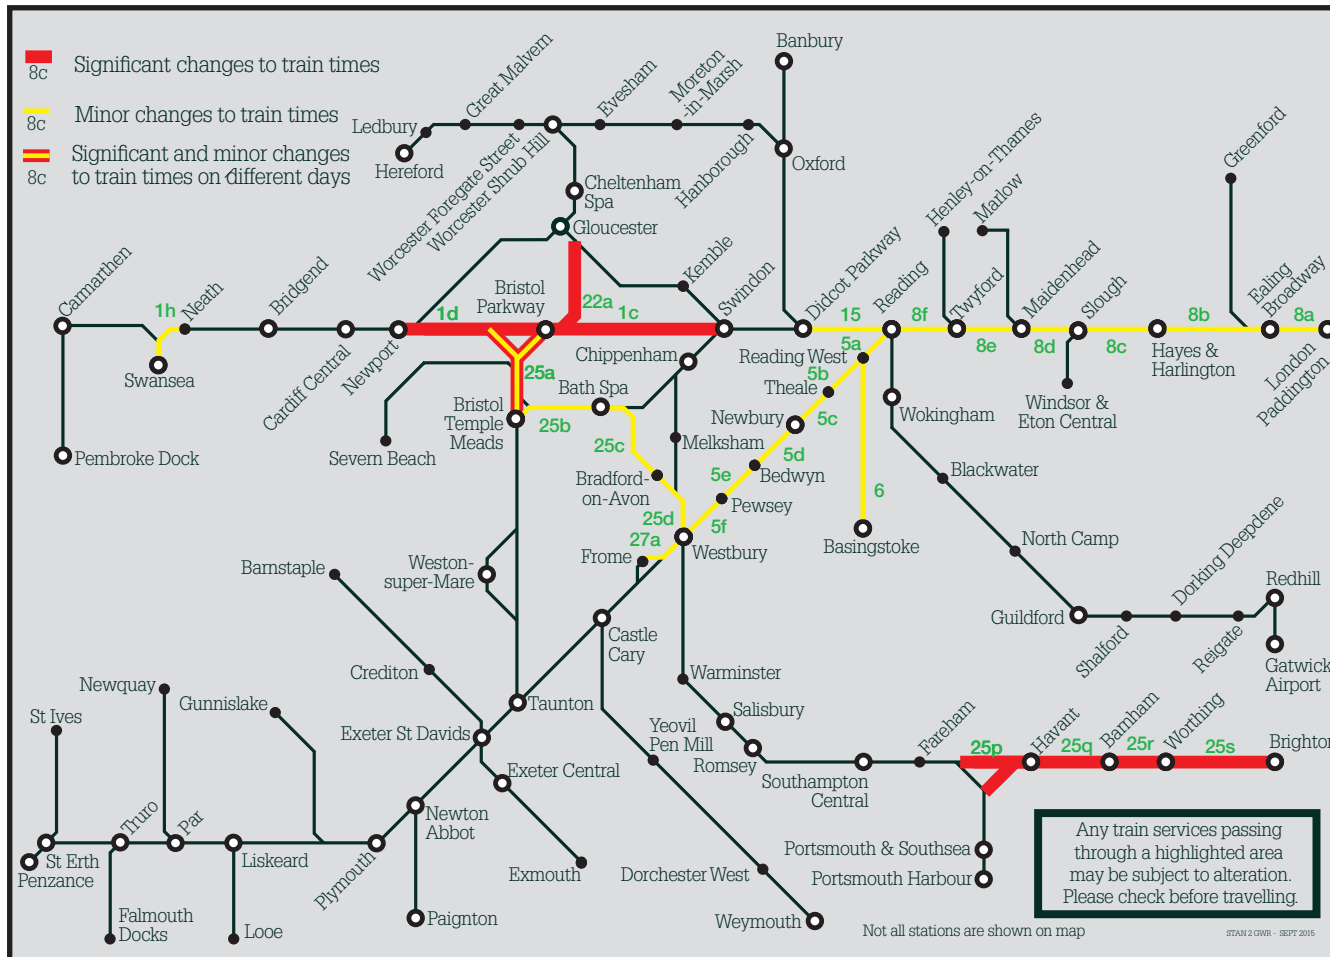 8c
Significant changes to train times
8c
Minor changes to train times
8c
Significant and minor changes
to train times on different days
Banbury
Great Malvern
Evesham
Moreton
-in-Marsh
Ledbury
Hereford
Worcester Foregate Street
Worcester Shrub Hill
Hanborough
Oxford
Henley-on-Thames
Marlow
Greenford
Cheltenham
Spa
Gloucester
Kemble
Carmarthen
1h
Neath
Bridgend
Cardiff Central
Newport
1d
Bristol
Parkway
22a
1c
Swindon
Didcot Parkway
15
Reading
8f
Twyford
8e
Maidenhead
8d
Slough
8c
8b
Ealing
Broadway
8a
London
Paddington
Hayes &
Harlington
Windsor &
Eton Central
Swansea
Pembroke Dock
Severn Beach
25a
Chippenham
Bath Spa
Bristol
Temple
Meads
25b
25c
Melksham
Bradford-
on-Avon
25d
27a
Frome
Westbury
Reading West
5a
5b
Theale
5c
Newbury
5d
Bedwyn
5e
Pewsey
5f
6
Basingstoke
Wokingham
Blackwater
North Camp
Guildford
Shalford
Dorking Deepdene
Reigate
Redhill
Gatwick
Airport
Weston-
super-Mare
Barnstaple
Crediton
Castle
Cary
Taunton
Exeter St Davids
Exeter Central
Exmouth
Newton
Abbot
Paignton
Newquay
Gunnislake
St Ives
Truro
Par
Liskeard
Plymouth
St Erth
Penzance
Falmouth
Docks
Looe
Warminster
Salisbury
Yeovil
Pen Mill
Romsey
Southampton
Central
Fareham
25p
Havant
25q
Barnham
25r
Worthing
25s
Brighton
Portsmouth & Southsea
Portsmouth Harbour
Dorchester West
Weymouth
Any train services passing
through a highlighted area
may be subject to alteration.
Please check before travelling.
Not all stations are shown on map
STAN 2 GWR - SEPT 2015